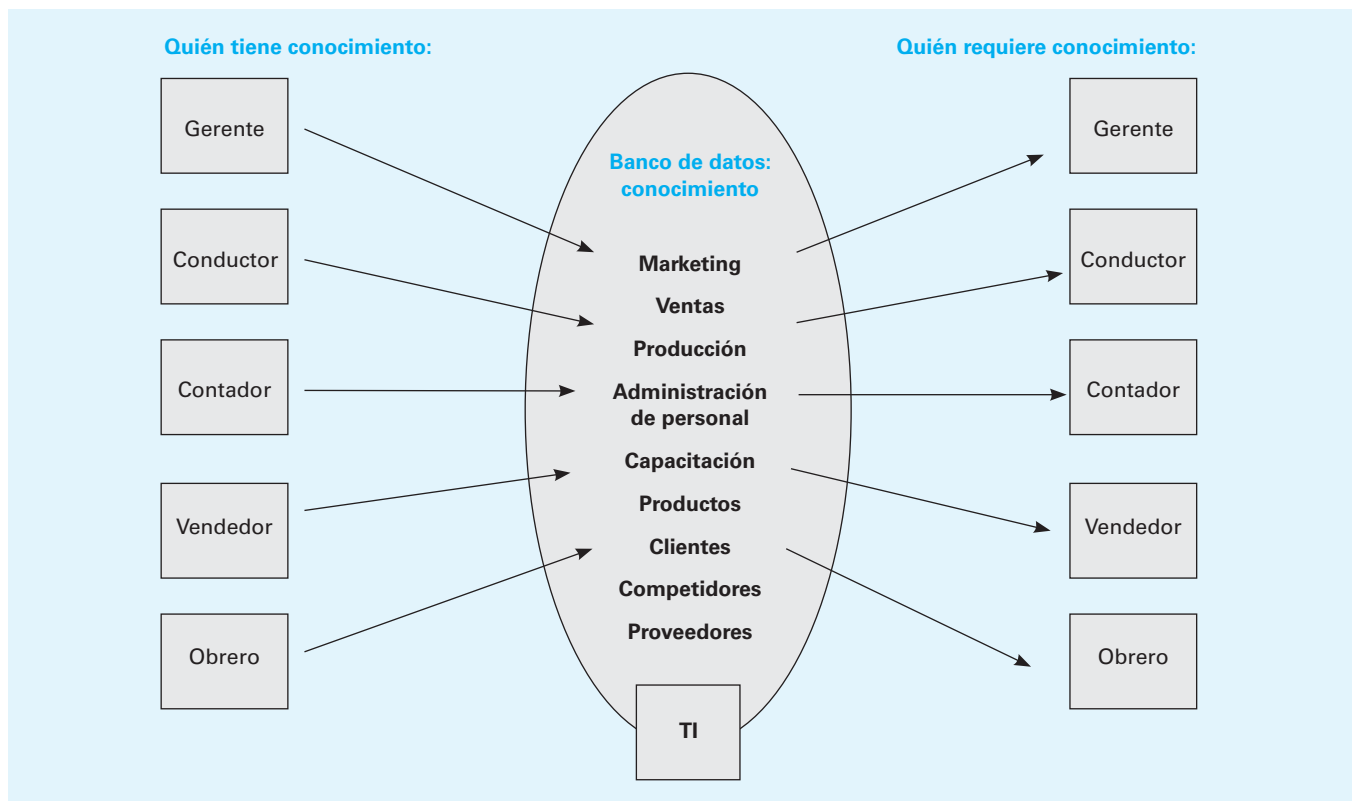 Quién tiene conocimiento:
Quién requiere conocimiento:
Gerente
Conductor
Contador
Vendedor
Obrero
Banco de datos:
conocimiento
Marketing
Ventas
Producción
Administración
de personal
Capacitación
Productos
Clientes
Competidores
Proveedores
TI
Gerente
Conductor
Contador
Vendedor
Obrero